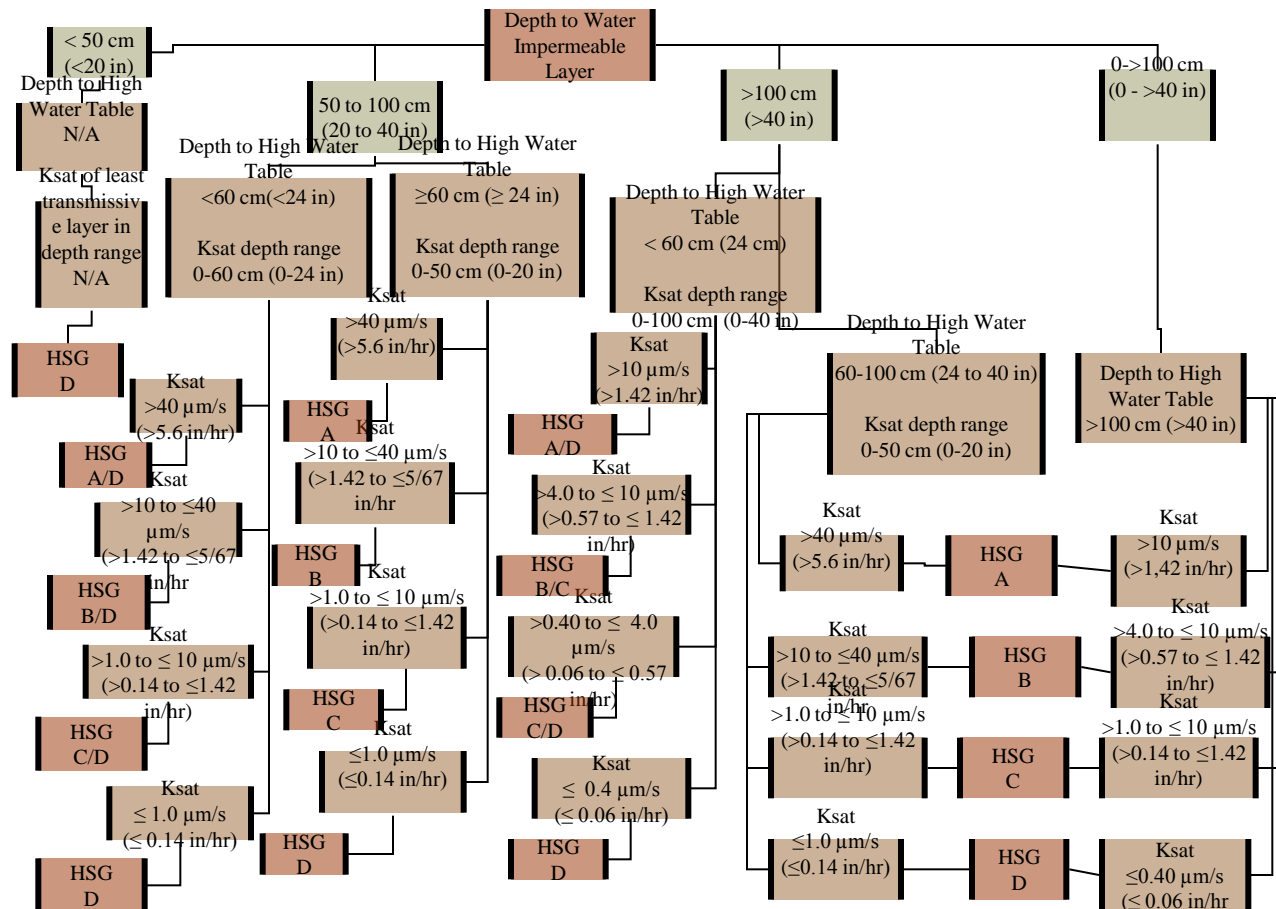 Depth to Water
Impermeable
Layer
< 50 cm
(<20 in)
Depth to High
Water Table
N/A
Ksat of least
transmissiv
e layer in
depth range
N/A
HSG
D
50 to 100 cm
(20 to 40 in)
Depth to High Water
Table
<60 cm(<24 in)
Ksat depth range
0-60 cm (0-24 in)
Ksat
>40 µm/s
(>5.6 in/hr)
HSG
A/D
Ksat
>10 to ≤40
µm/s
(>1.42 to ≤5/67
in/hr
HSG
B/D
Ksat
>1.0 to ≤ 10 µm/s
(>0.14 to ≤1.42
in/hr)
HSG
C/D
Ksat
≤ 1.0 µm/s
(≤ 0.14 in/hr)
HSG
D
Depth to High Water
Table
≥60 cm (≥ 24 in)
Ksat depth range
0-50 cm (0-20 in)
Ksat
>40 µm/s
(>5.6 in/hr)
HSG
A
Ksat
>10 to ≤40 µm/s
(>1.42 to ≤5/67
in/hr
HSG
B
Ksat
>1.0 to ≤ 10 µm/s
(>0.14 to ≤1.42
in/hr)
HSG
C
Ksat
≤1.0 µm/s
(≤0.14 in/hr)
HSG
D
>100 cm
(>40 in)
Depth to High Water
Table
< 60 cm (24 cm)
Ksat depth range
0-100 cm (0-40 in)
Ksat
>10 µm/s
(>1.42 in/hr)
HSG
A/D
Ksat
>4.0 to ≤ 10 µm/s
(>0.57 to ≤ 1.42
in/hr)
HSG
B/C
Ksat
>0.40 to ≤ 4.0
µm/s
(> 0.06 to ≤ 0.57
in/hr)
HSG
C/D
Ksat
≤ 0.4 µm/s
(≤ 0.06 in/hr)
HSG
D
Depth to High Water
Table
60-100 cm (24 to 40 in)
Ksat depth range
0-50 cm (0-20 in)
Ksat
>40 µm/s
(>5.6 in/hr)
HSG
A
Ksat
>10 to ≤40 µm/s
(>1.42 to ≤5/67
in/hr
HSG
B
Ksat
>1.0 to ≤ 10 µm/s
(>0.14 to ≤1.42
in/hr)
HSG
C
≤1.0 µm/s
(≤0.14 in/hr)
HSG
D
0->100 cm
(0 - >40 in)
Depth to High
Water Table
>100 cm (>40 in)
Ksat
>10 µm/s
(>1,42 in/hr)
Ksat
>4.0 to ≤ 10 µm/s
(>0.57 to ≤ 1.42
in/hr)
Ksat
>1.0 to ≤ 10 µm/s
(>0.14 to ≤1.42
in/hr)
Ksat
≤0.40 µm/s
(≤ 0.06 in/hr